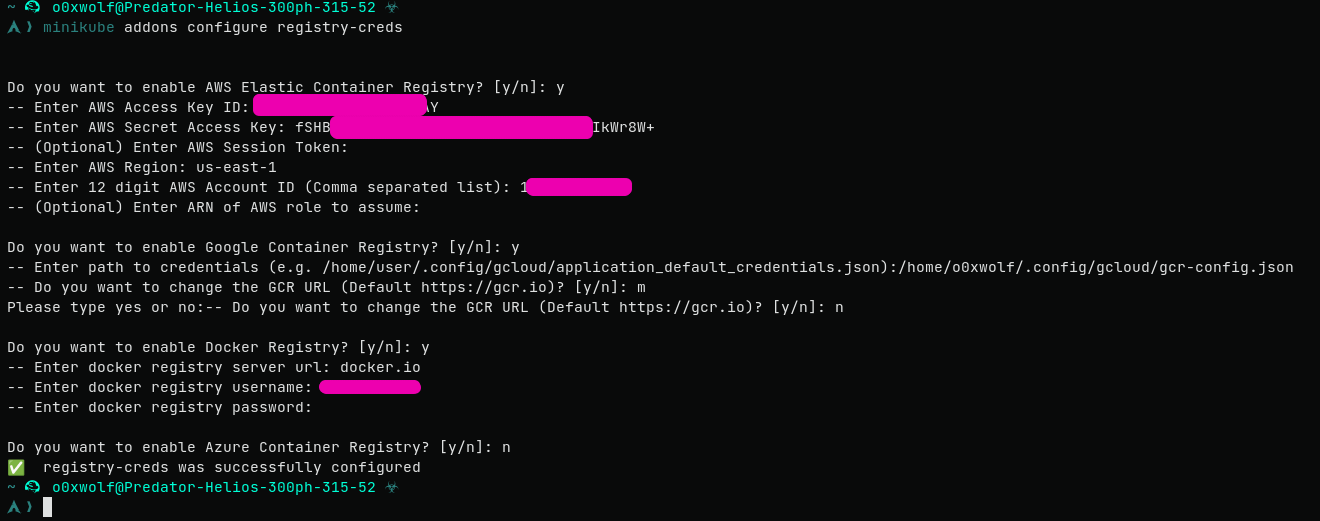 ~ o0xwolf@Predator-Helios-300ph-315-52
minikube addons configure registry-creds
Do you want to enable AWS Elastic Container Registry? [y/n]: y
-- Enter AWS Access Key ID: AY
-- Enter AWS Secret Access Key: fSHB IkWr8W+
-- (Optional) Enter AWS Session Token:
-- Enter AWS Region: us-east-1
-- Enter 12 digit AWS Account ID (Comma separated list): 1
-- (Optional) Enter ARN of AWS role to assume:
Do you want to enable Google Container Registry? [y/n]: y
-- Enter path to credentials (e.g. /home/user/.config/gcloud/application_default_credentials.json):/home/o0xwolf/.config/gcloud/gcr-config.json
-- Do you want to change the GCR URL (Default https://gcr.io)? [y/n]: m
Please type yes or no:-- Do you want to change the GCR URL (Default https://gcr.io)? [y/n]: n
Do you want to enable Docker Registry? [y/n]: y
-- Enter docker registry server url: docker.io
-- Enter docker registry username:
-- Enter docker registry password:
Do you want to enable Azure Container Registry? [y/n]: n
✅ registry-creds was successfully configured
~ o0xwolf@Predator-Helios-300ph-315-52